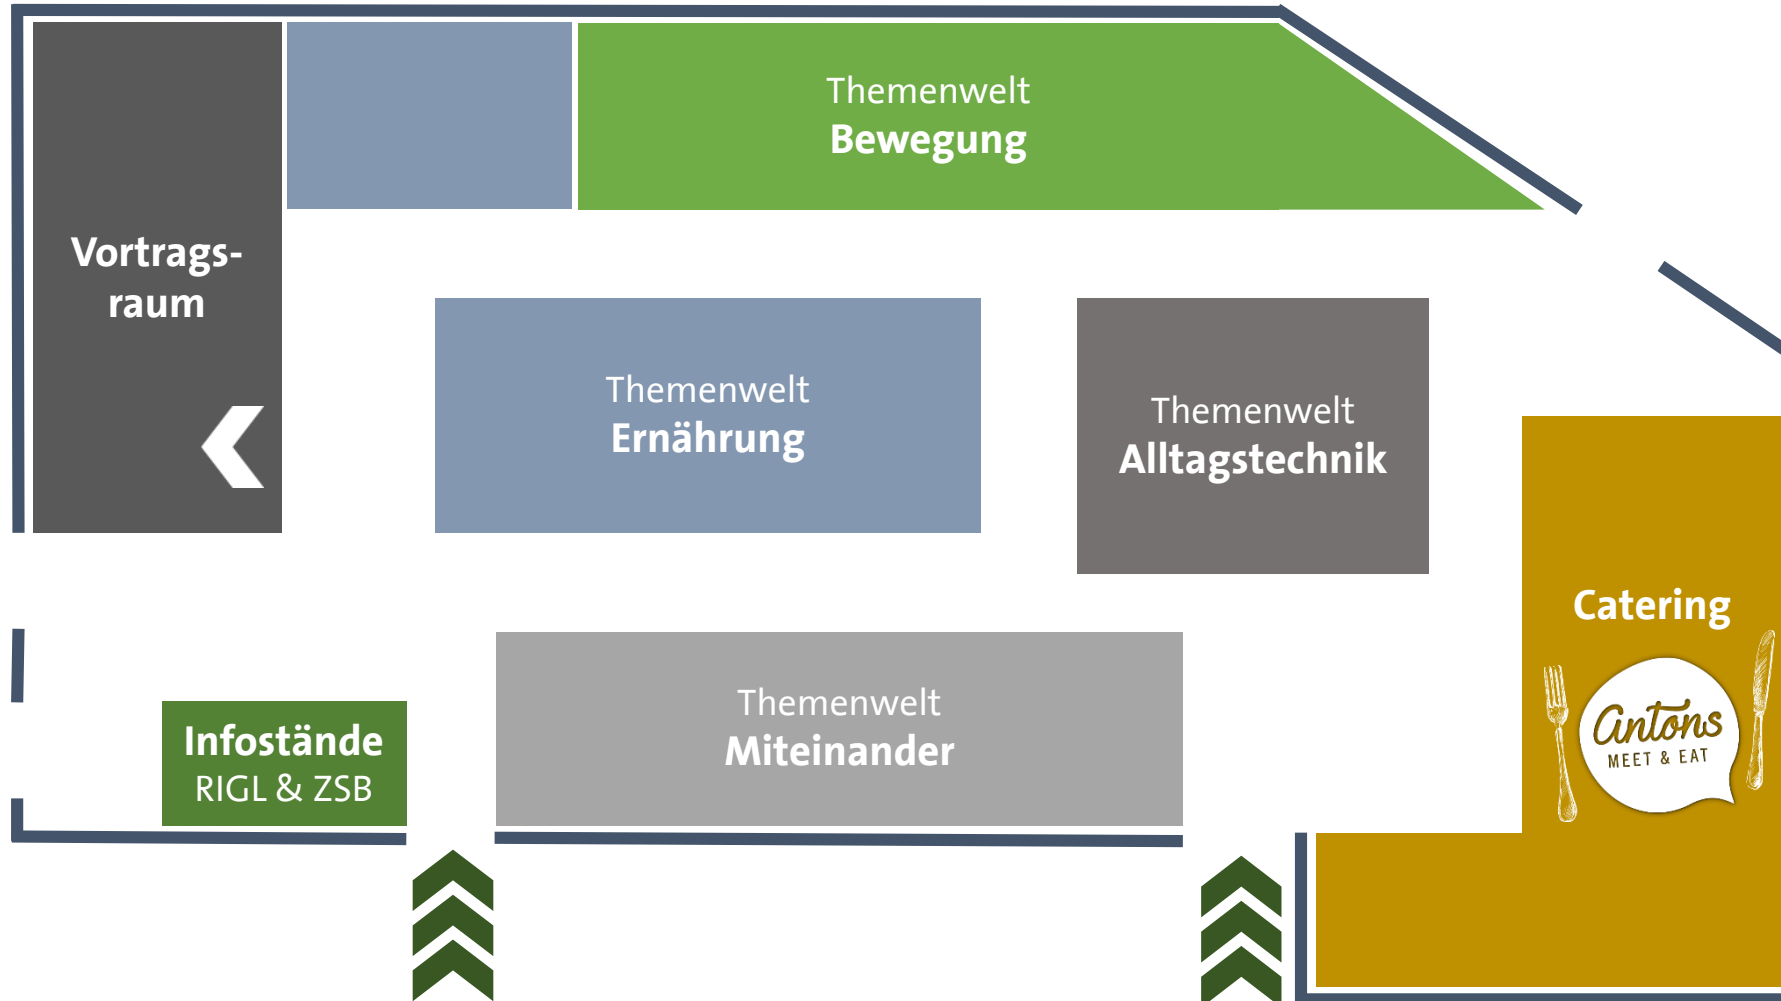 Themenwelt
Bewegung
Vortrags-
raum
Themenwelt
Ernährung
Themenwelt
Alltagstechnik
Catering
antons
MEET & EAT
Themenwelt
Miteinander
Infostände
RIGL & ZSB